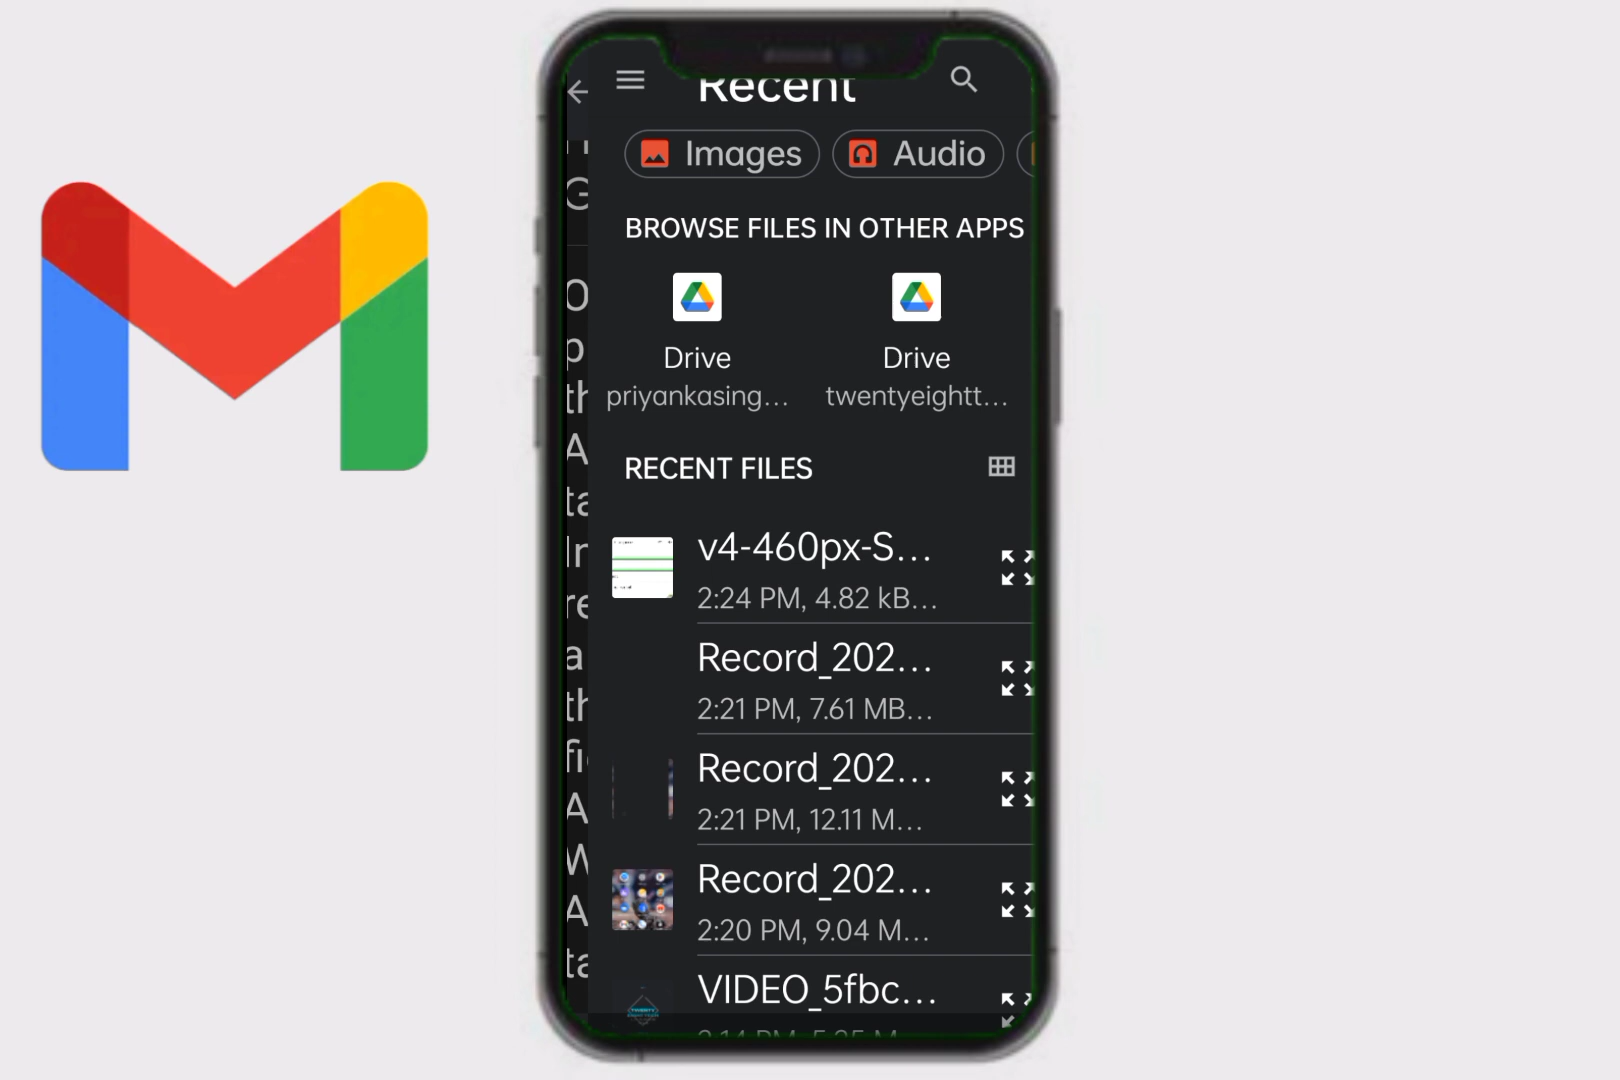 Recent
Images
Audio
BROWSE FILES IN OTHER APPS
Drive
priyankasing...
Drive
twentyeightt...
RECENT FILES
v4-460px-S...
2:24 PM, 4.82 kB...
Record_202...
2:21 PM, 7.61 MB...
Record_202...
2:21 PM, 12.11 M...
Record_202...
2:20 PM, 9.04 M...
VIDEO_5fbc...